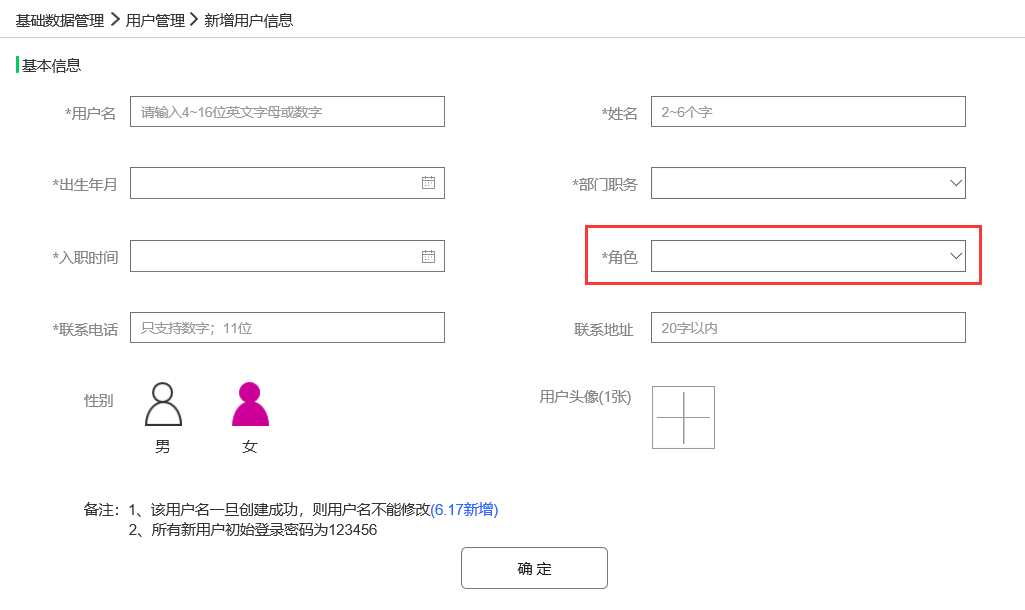 基础数据管理 > 用户管理 > 新增用户信息
基本信息
*用户名 请输入4~16位英文字母或数字
*姓名 2~6个字
*出生年月
*部门职务
*入职时间
*角色
*联系电话 只支持数字；11位
联系地址 20字以内
性别
男
女
用户头像(1张)
备注：1、该用户名一旦创建成功，则用户名不能修改(6.17新增)
2、所有新用户初始登录密码为123456
确 定